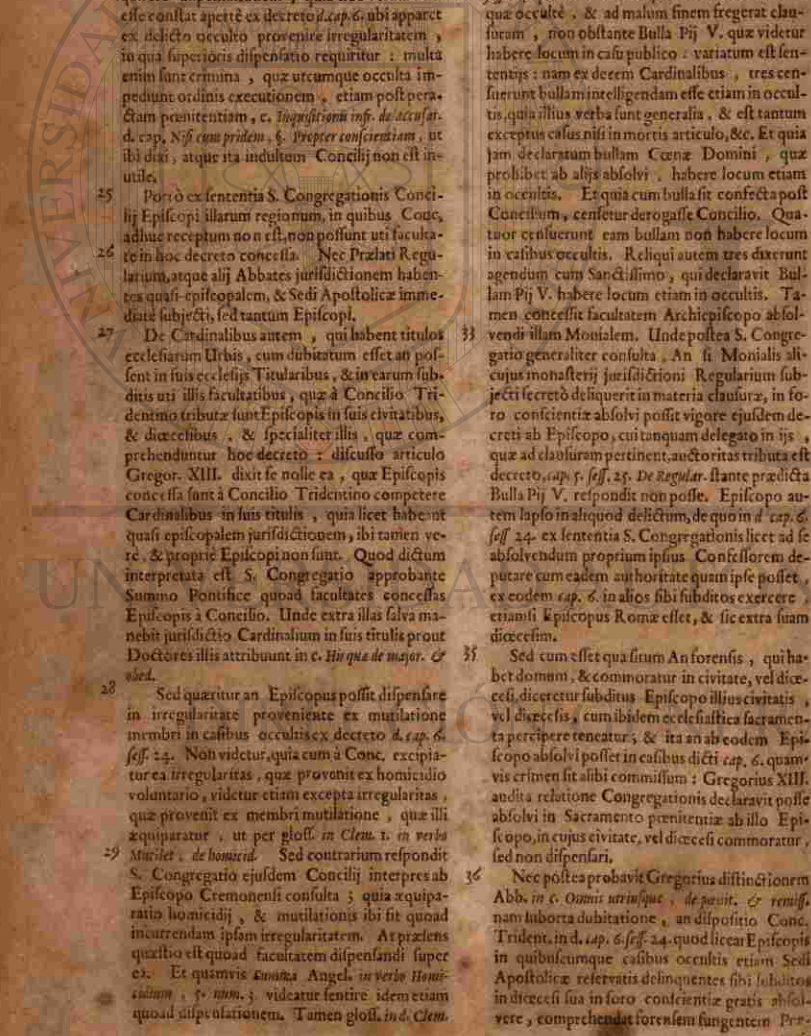 esse constat apertè ex decreto d. cap. 6. ubi apparet
ex delicto occulto provenire irregularitatem ,
in qua superioris dispensatio requiritur : multa
enim sunt crimina , quæ utcumque occulta im-
pediunt ordinis executionem , etiam post pera-
ctam pœnitentiam , c. Inquisitionis infr. de accusat.
d. cap. Nisi cum pridem , §. Propter conscientiam , ut
ibi dixi , atque ita indultum Concilij non est in-
utile.
25 Porrò ex sententia S. Congregationis Conci-
lij Episcopi illarum regionum, in quibus Conc,
adhuc receptum non est, non possunt uti faculta-
26 te in hoc decreto concessa. Nec Prælati Regu-
larium, atque alij Abbates jurisdictionem haben-
tes quasi-episcopalem, & Sedi Apostolicæ imme-
diatè subjecti, sed tantum Episcopi.
27 De Cardinalibus autem , qui habent titulos
ecclesiarum Urbis , cum dubitatum esset an pos-
sent in suis ecclesijs Titularibus , & in earum sub-
ditis uti illis facultatibus , quæ à Concilio Tri-
dentino tributæ sunt Episcopis in suis civitatibus,
& diœcesibus , & specialiter illis , quæ com-
prehenduntur hoc decreto : discusso articulo
Gregor. XIII. dixit se nolle ea , quæ Episcopis
concessa sunt à Concilio Tridentino competere
Cardinalibus in suis titulis , quia licet habeant
quasi episcopalem jurisdictionem , ibi tamen ve-
rè , & propriè Episcopi non sunt. Quod dictum
interpretata est S. Congregatio approbante
Summo Pontifice quoad facultates concessas
Episcopis à Concilio. Unde extra illas salva ma-
nebit jurisdictio Cardinalium in suis titulis prout
Doctores illis attribuunt in c. His quæ de major. &
obed.
28 Sed quæritur an Episcopus possit dispensare
in irregularitate proveniente ex mutilatione
membri in casibus occultis ex decreto d. cap. 6.
sess. 24. Non videtur, quia cum à Conc. excipia-
tur ea irregularitas , quæ provenit ex homicidio
voluntario , videtur etiam excepta irregularitas ,
quæ provenit ex membri mutilatione , quæ illi
æquiparatur , ut per gloss. in Clem. 1. in verbo
29 Mutilet , de homicid. Sed contrarium respondit
S. Congregatio ejusdem Concilij interpres ab
Episcopo Cremonensi consulta ; quia æquipa-
ratio homicidij , & mutilationis ibi fit quoad
incurrendam ipsam irregularitatem. At præsens
quæstio est quoad facultatem dispensandi super
ea. Et quamvis summa Angel. in verbo Homi-
cidium , 5. num. 3. videatur sentire idem etiam
quoad dispensationem. Tamen gloss. in d. Clem.
quæ occultè , & ad malum finem fregerat clau-
suram , non obstante Bulla Pij V. quæ videtur
habere locum in casu publico : variatum est sen-
tentijs : nam ex decem Cardinalibus , tres cen-
suerunt bullam intelligendam esse etiam in occul-
tis, quia illius verba sunt generalia , & est tantum
exceptus casus nisi in mortis articulo, &c. Et quia
jam declaratum bullam Cœnæ Domini , quæ
prohibet ab alijs absolvi , habere locum etiam
in occultis. Et quia cum bulla sit confecta post
Concilium , censetur derogasse Concilio. Qua-
tuor censuerunt eam bullam non habere locum
in casibus occultis. Reliqui autem tres dixerunt
agendum cum Sanctissimo , qui declaravit Bul-
lam Pij V. habere locum etiam in occultis. Ta-
men concessit facultatem Archiepiscopo absol-
33 vendi illam Monialem. Unde postea S. Congre-
gatio generaliter consulta , An si Monialis ali-
cujus monasterij jurisdictioni Regularium sub-
jecti secretò deliquerit in materia clausuræ, in fo-
ro conscientiæ absolvi possit vigore ejusdem de-
creti ab Episcopo, cui tanquam delegato in ijs ,
quæ ad clausuram pertinent, auctoritas tributa est
decreto, cap. 5. sess. 25. De Regular. stante prædicta
Bulla Pij V. respondit non posse. Episcopo au-
tem lapso in aliquod delictum, de quo in d cap. 6.
sess 24. ex sententia S. Congregationis licet ad se
absolvendum proprium ipsius Confessorem de-
putare cum eadem authoritate quam ipse posset ,
ex eodem cap. 6. in alios sibi subditos exercere ,
etiamsi Episcopus Romæ esset, & sic extra suam
diœcesim.
35 Sed cum esset quæsitum An forensis , qui ha-
bet domum , & commoratur in civitate, vel diœ-
cesi, diceretur subditus Episcopo illius civitatis ,
vel diœcesis , cum ibidem ecclesiastica sacramen-
ta percipere teneatur ; & ita an ab eodem Epi-
scopo absolvi posset in casibus dicti cap. 6. quam-
vis crimen sit alibi commissum : Gregorius XIII.
audita relatione Congregationis declaravit posse
absolvi in Sacramento pœnitentiæ ab illo Epi-
scopo, in cujus civitate, vel diœcesi commoratur ,
sed non dispensari.
36 Nec postea probavit Gregorius distinctionem
Abb. in c. Omnis utriusque , de pœnit. & remiss.
nam suborta dubitatione , an dispositio Conc.
Trident. in d. cap. 6. sess. 24. quod liceat Episcopis
in quibuscumque casibus occultis etiam Sedi
Apostolicæ reservatis delinquentes sibi subditos
in diœcesi sua in foro conscientiæ gratis absol-
vere , comprehendat forensem fungentem